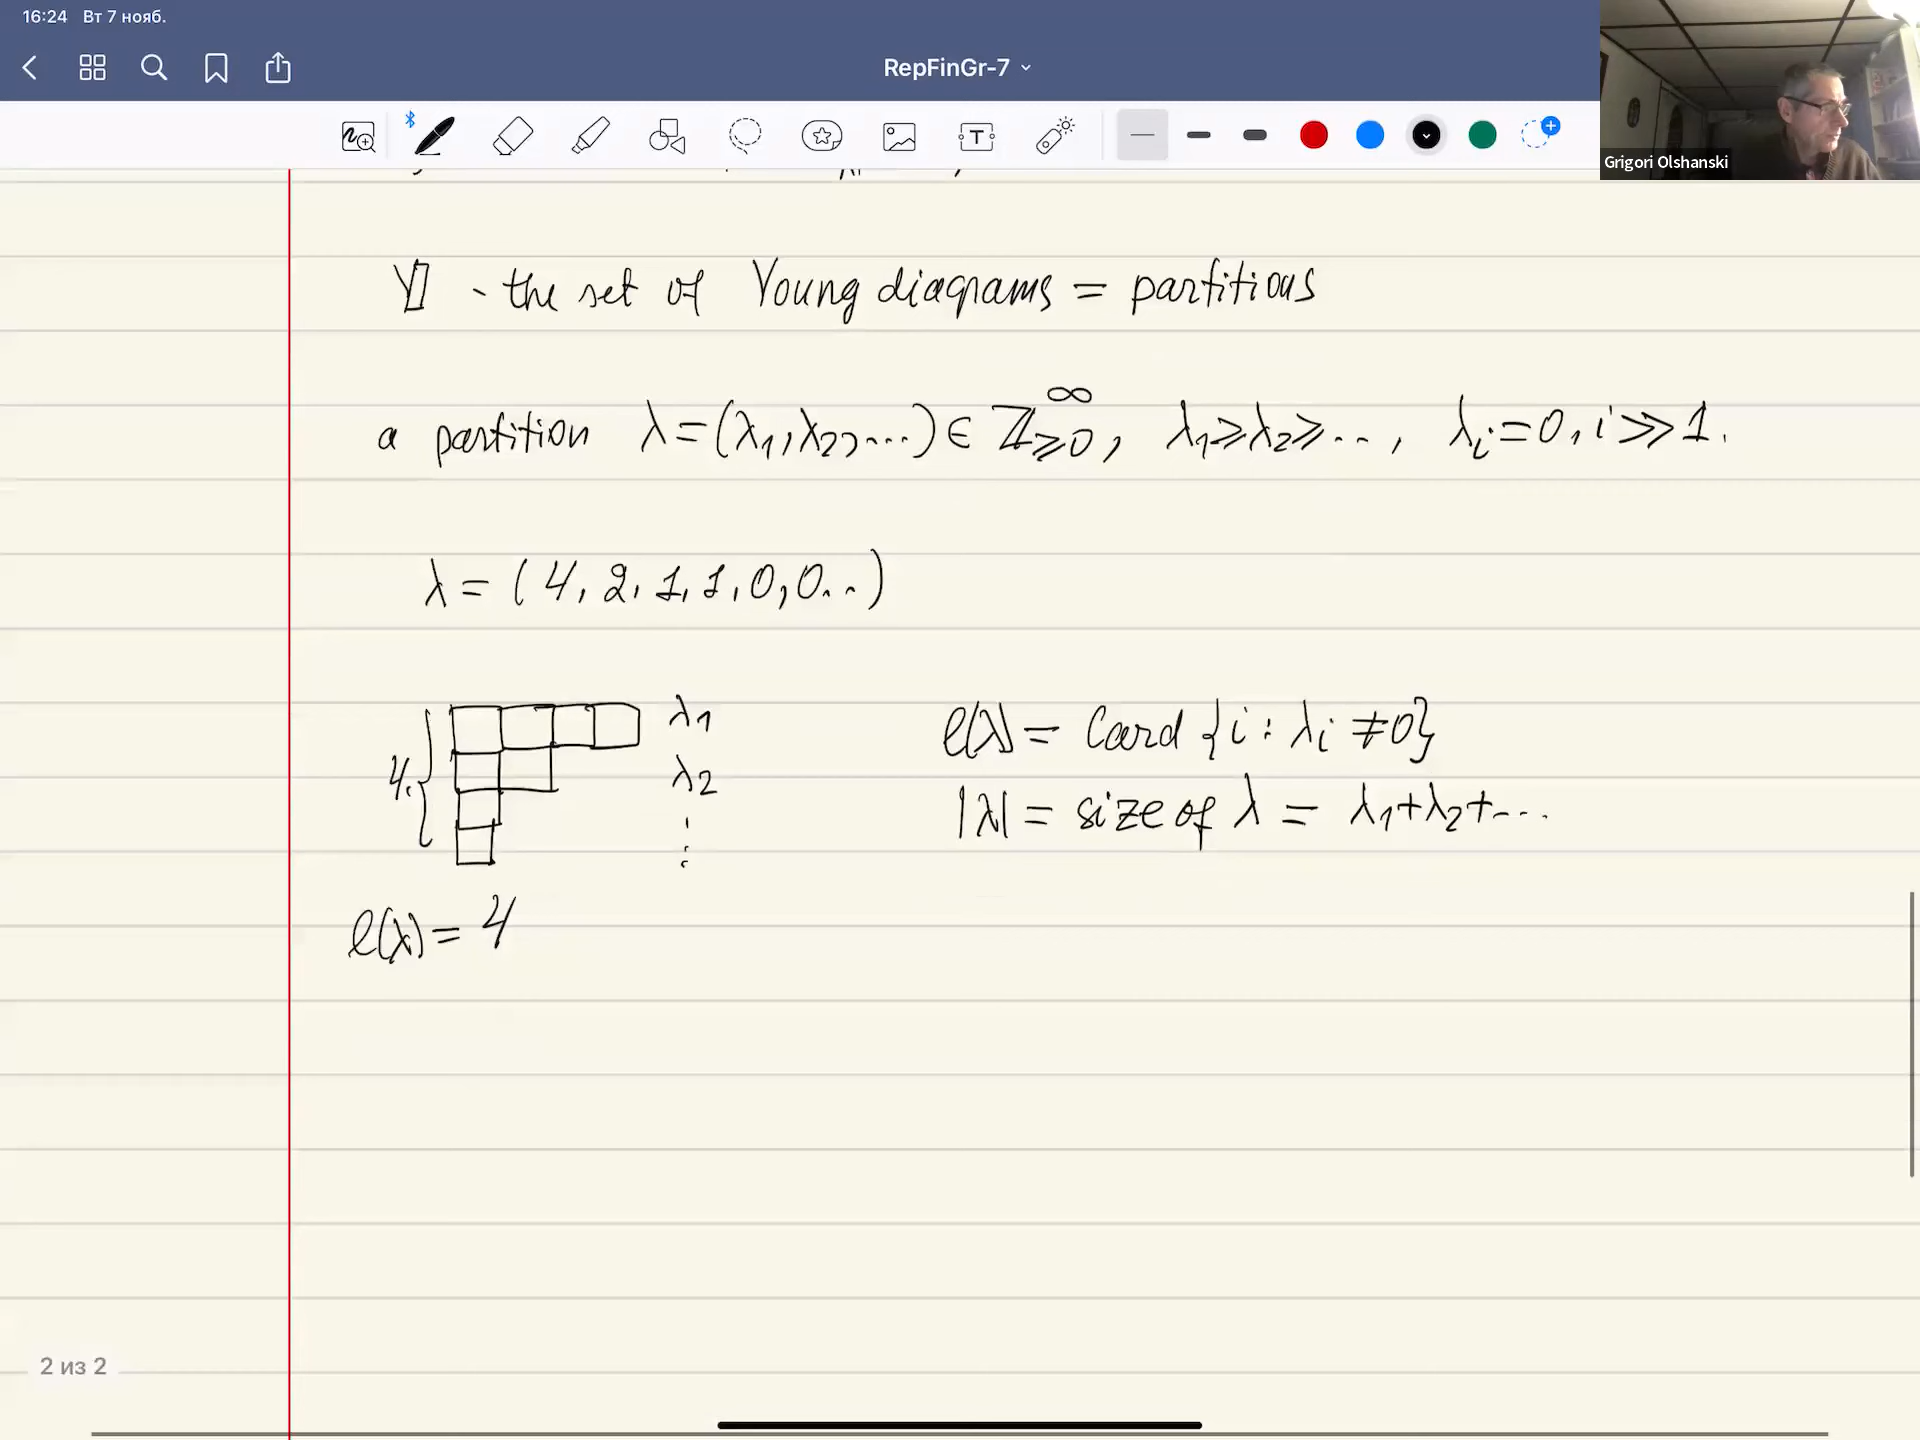 16:24 Вт 7 нояб.
RepFinGr-7
Grigori Olshanski
𝕐 - the set of Young diagrams = partitions
a partition λ=(λ₁,λ₂,...) ∈ ℤ^∞_{≥0}, λ₁≥λ₂≥..., λᵢ=0, i≫1.
λ = (4, 2, 1, 1, 0, 0...)
4. { λ₁
λ₂
⋮
ℓ(λ) = Card {i : λᵢ ≠0}
|λ| = size of λ = λ₁+λ₂+...
ℓ(λ) = 4
2 из 2